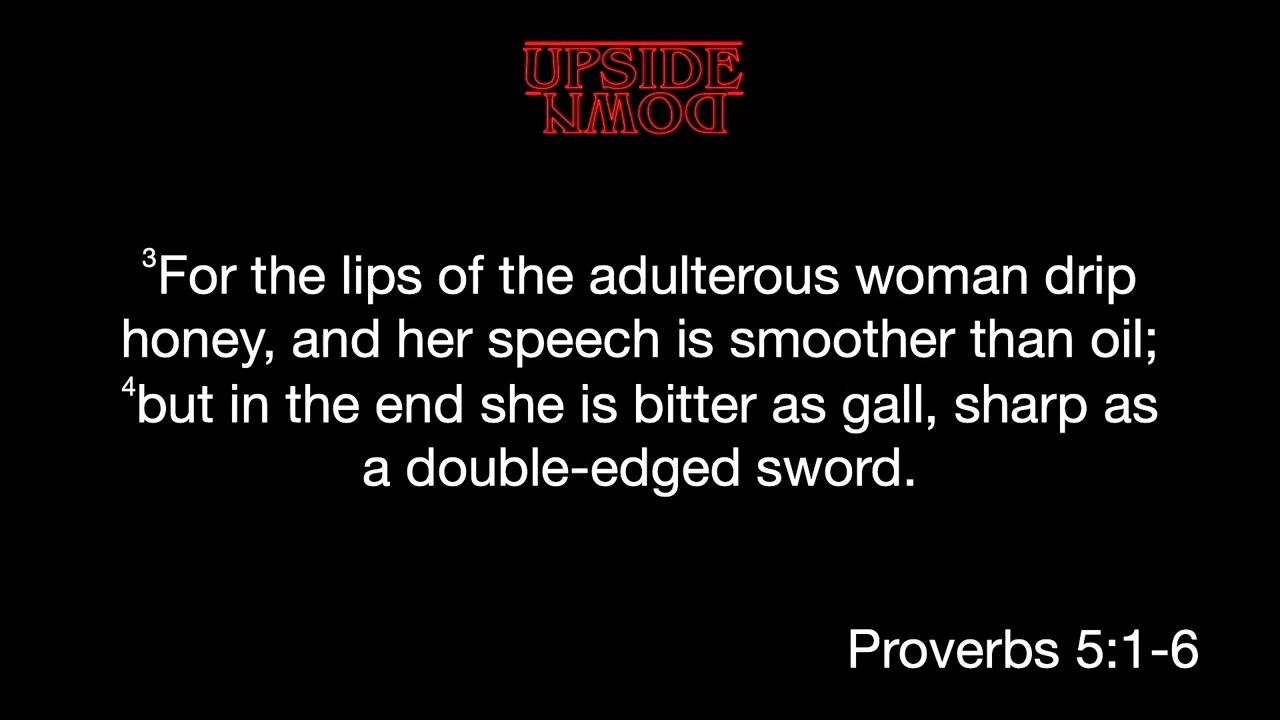 UPSIDE
DOWN
³For the lips of the adulterous woman drip
honey, and her speech is smoother than oil;
⁴but in the end she is bitter as gall, sharp as
a double-edged sword.
Proverbs 5:1-6